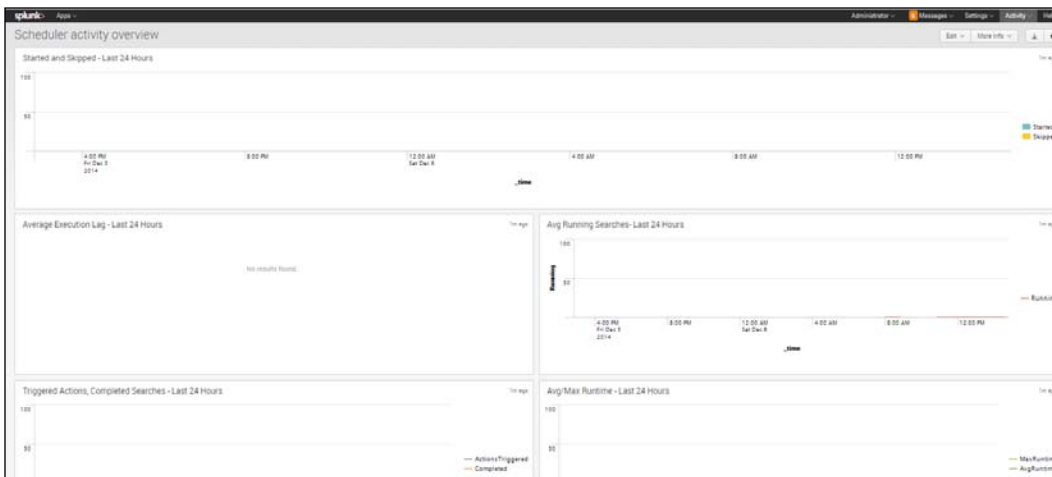 splunk> Apps Administrator Messages Settings Activity
Scheduler activity overview
Edit More Info
Started and Skipped - Last 24 Hours
100
50
Started
4:00 PM 8:00 PM 12:00 AM 4:00 AM 8:00 AM 12:00 PM
Fri Dec 5 Sat Dec 6
2014
_time
Average Execution Lag - Last 24 Hours
1m ago
No results found.
Avg Running Searches- Last 24 Hours
100
Running
50
4:00 PM 8:00 PM 12:00 AM 4:00 AM 8:00 AM 12:00 PM
Fri Dec 5 Sat Dec 6
2014
_time
Triggered Actions, Completed Searches - Last 24 Hours
1m ago
100
50
ActionsTriggered
Completed
Avg/Max Runtime - Last 24 Hours
100
50